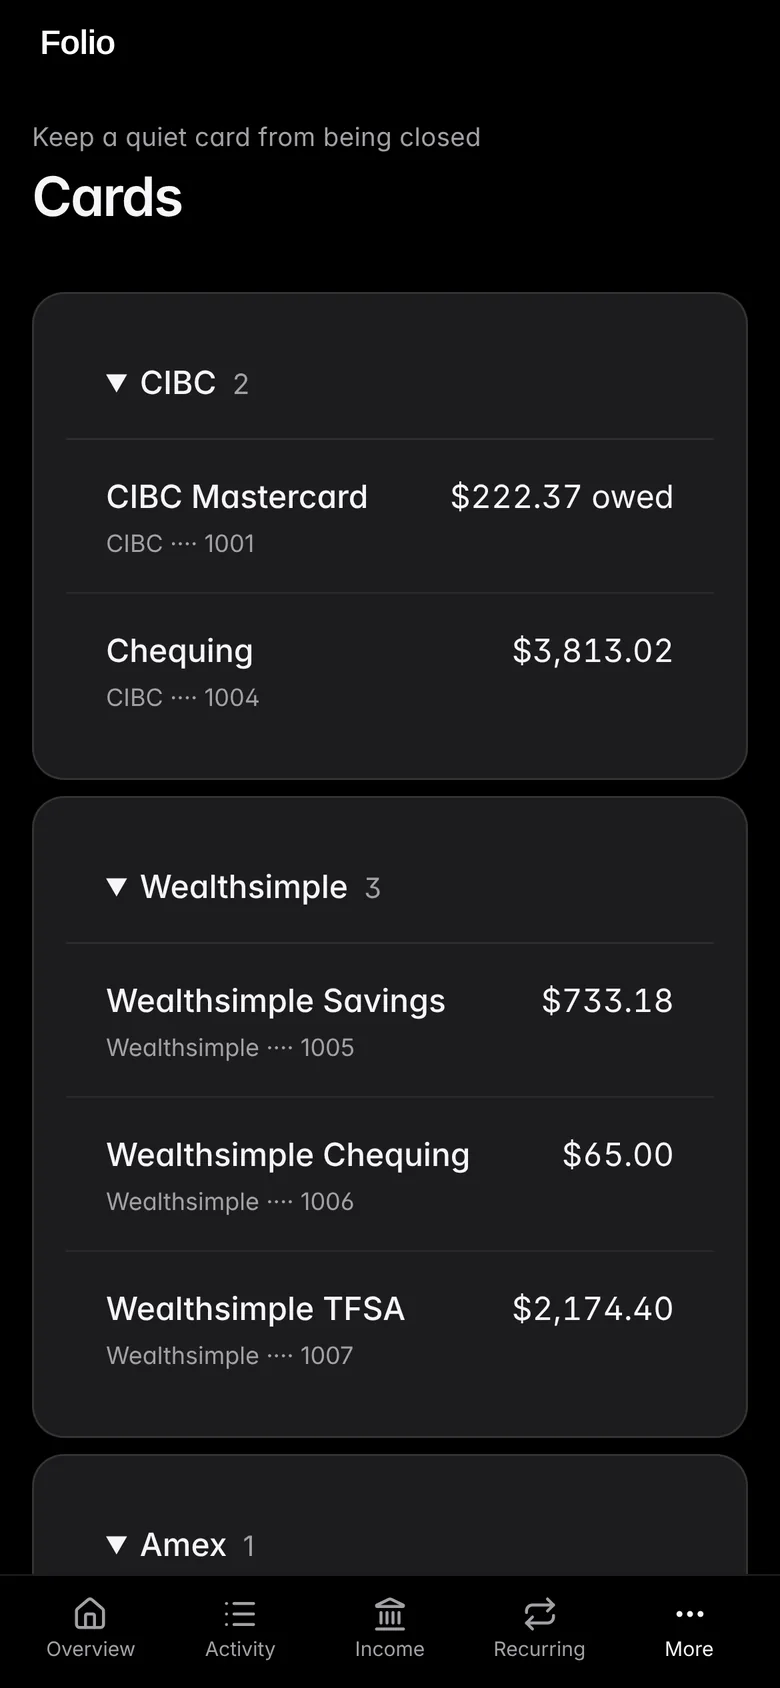 Folio
Keep a quiet card from being closed
Cards
▼ CIBC 2
CIBC Mastercard $222.37 owed
CIBC ···· 1001
Chequing $3,813.02
CIBC ···· 1004
▼ Wealthsimple 3
Wealthsimple Savings $733.18
Wealthsimple ···· 1005
Wealthsimple Chequing $65.00
Wealthsimple ···· 1006
Wealthsimple TFSA $2,174.40
Wealthsimple ···· 1007
▼ Amex 1
Overview Activity Income Recurring More